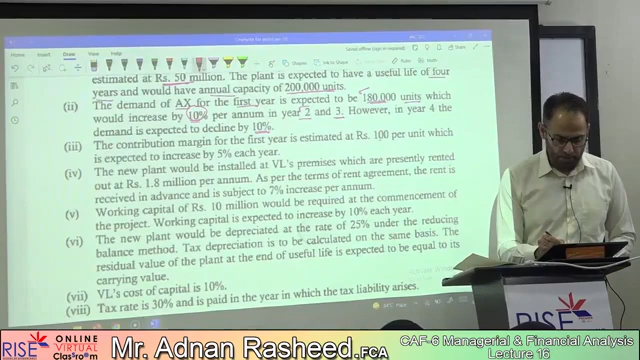 File Home Insert Draw
Saved offline (Sign in required)
estimated at Rs. 50 million. The plant is expected to have a useful life of four
years and would have annual capacity of 200,000 units.
(ii) The demand of AX for the first year is expected to be 180,000 units which
would increase by 10% per annum in year 2 and 3. However, in year 4 the
demand is expected to decline by 10%.
(iii) The contribution margin for the first year is estimated at Rs. 100 per unit which
is expected to increase by 5% each year.
(iv) The new plant would be installed at VL's premises which are presently rented
out at Rs. 1.8 million per annum. As per the terms of rent agreement, the rent is
received in advance and is subject to 7% increase per annum.
(v) Working capital of Rs. 10 million would be required at the commencement of
the project. Working capital is expected to increase by 10% each year.
(vi) The new plant would be depreciated at the rate of 25% under the reducing
balance method. Tax depreciation is to be calculated on the same basis. The
residual value of the plant at the end of useful life is expected to be equal to its
carrying value.
(vii) VL's cost of capital is 10%.
(viii) Tax rate is 30% and is paid in the year in which the tax liability arises.
RISE
RISE ONLINE VIRTUAL Classroom
Mr. Adnan Rasheed, FCA
CAF-6 Managerial & Financial Analysis
Lecture 16